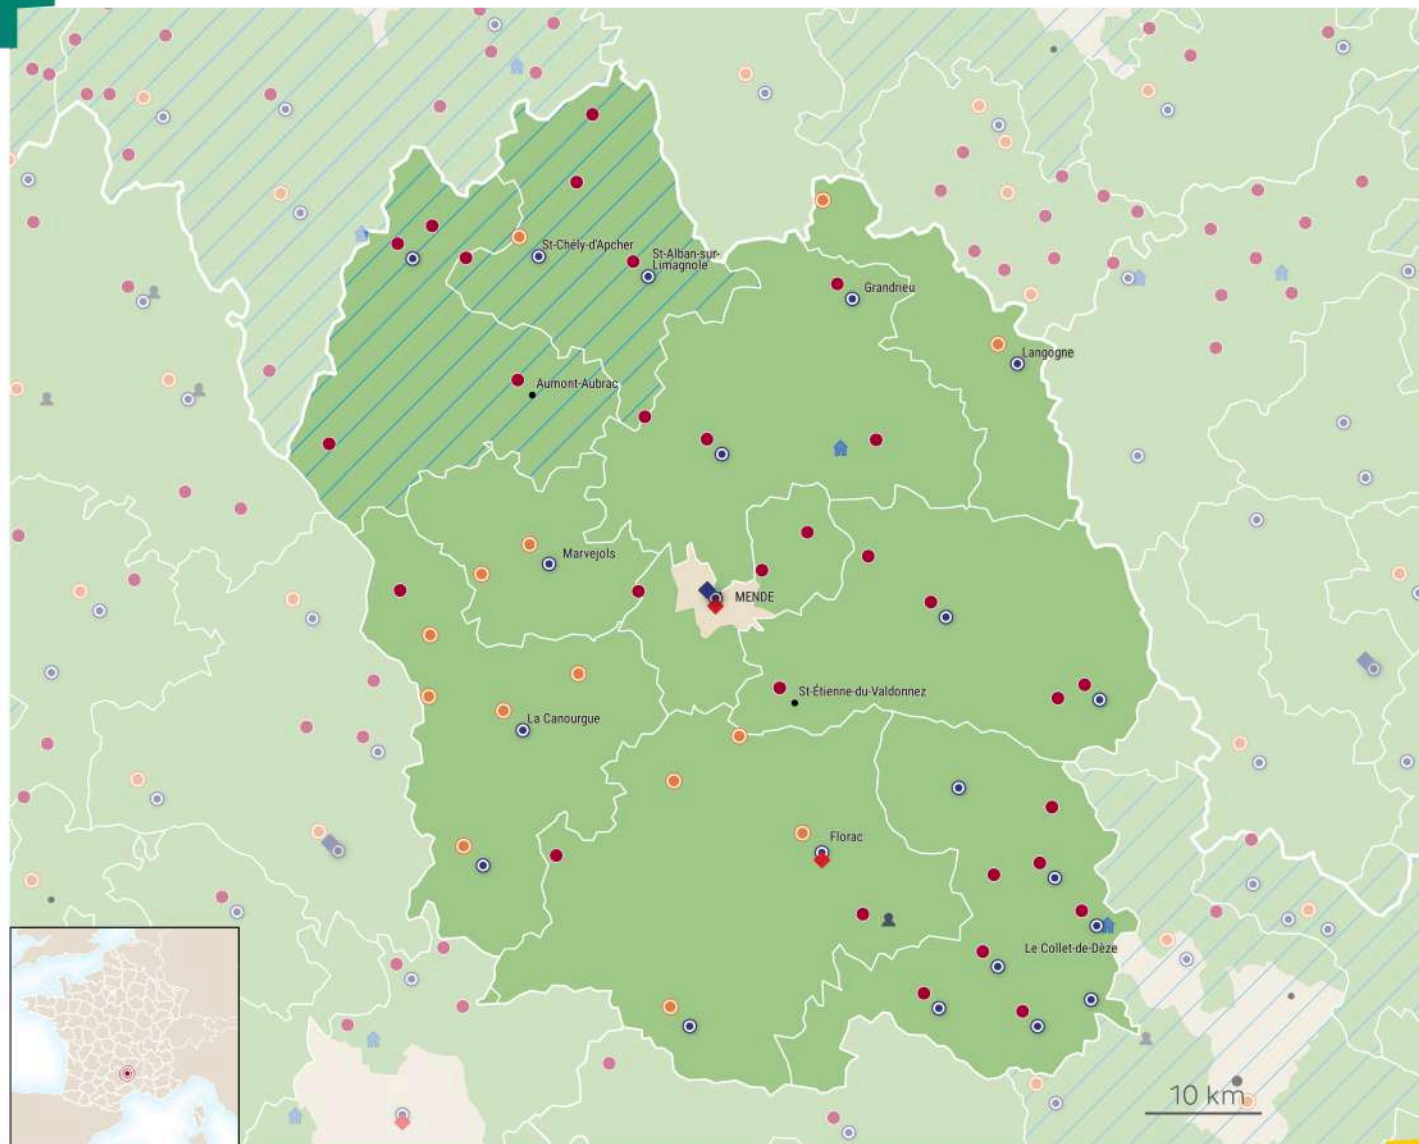 St-Chély-d'Apcher
St-Alban-sur-
Limagnole
Grandrieu
Langogne
Aumont-Aubrac
Marvejols
MENDE
St-Étienne-du-Valdonnez
La Canourgue
Florac
Le Collet-de-Dèze
10 km